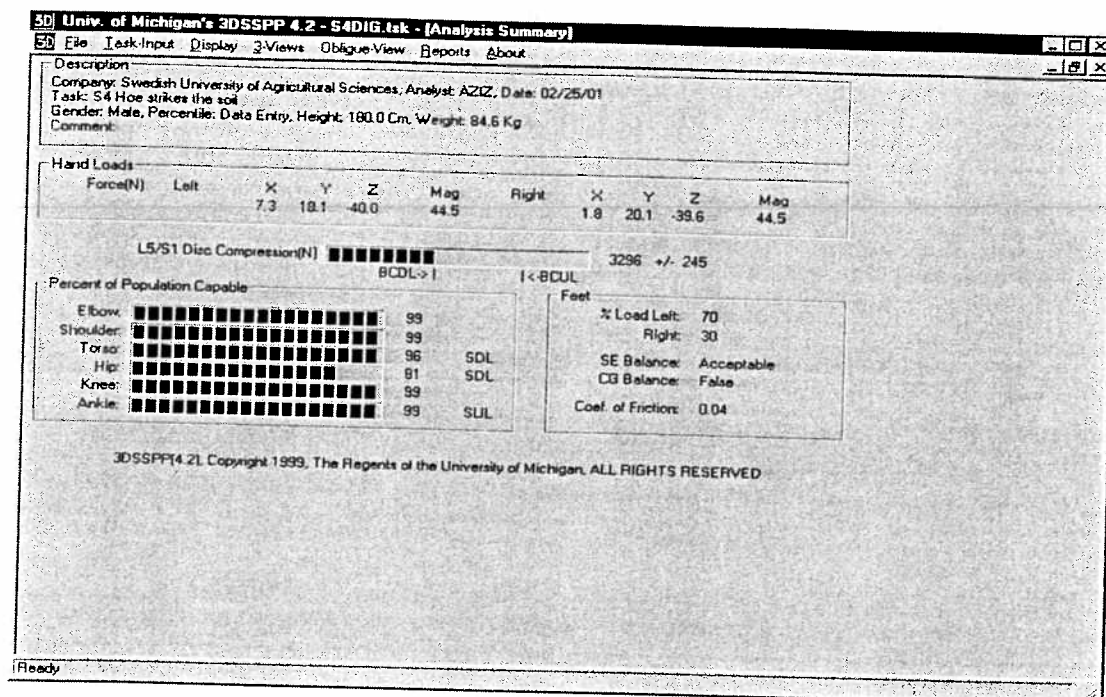 3D Univ. of Michigan's 3DSSPP 4.2 - S4DIG.tsk - [Analysis Summary]
3D File Task-Input Display 3-Views Oblique-View Reports About
Description
Company: Swedish University of Agricultural Sciences, Analyst: AZIZ, Date: 02/25/01
Task: S4 Hoe strikes the soil
Gender: Male, Percentile: Data Entry, Height: 180.0 Cm, Weight: 84.6 Kg
Comment:
Hand Loads
Force(N) Left X Y Z Mag Right X Y Z Mag
7.3 18.1 -40.0 44.5 1.8 20.1 -39.6 44.5
L5/S1 Disc Compression(N) 3296 +/- 245
BCDL->| |<-BCUL
Percent of Population Capable
Elbow: 99
Shoulder: 99
Torso: 96 SDL
Hip: 81 SDL
Knee: 99
Ankle: 99 SUL
Feet
% Load Left: 70
Right: 30
SE Balance: Acceptable
CG Balance: False
Coef. of Friction: 0.04
3DSSPP[4.2], Copyright 1999, The Regents of the University of Michigan, ALL RIGHTS RESERVED
Ready